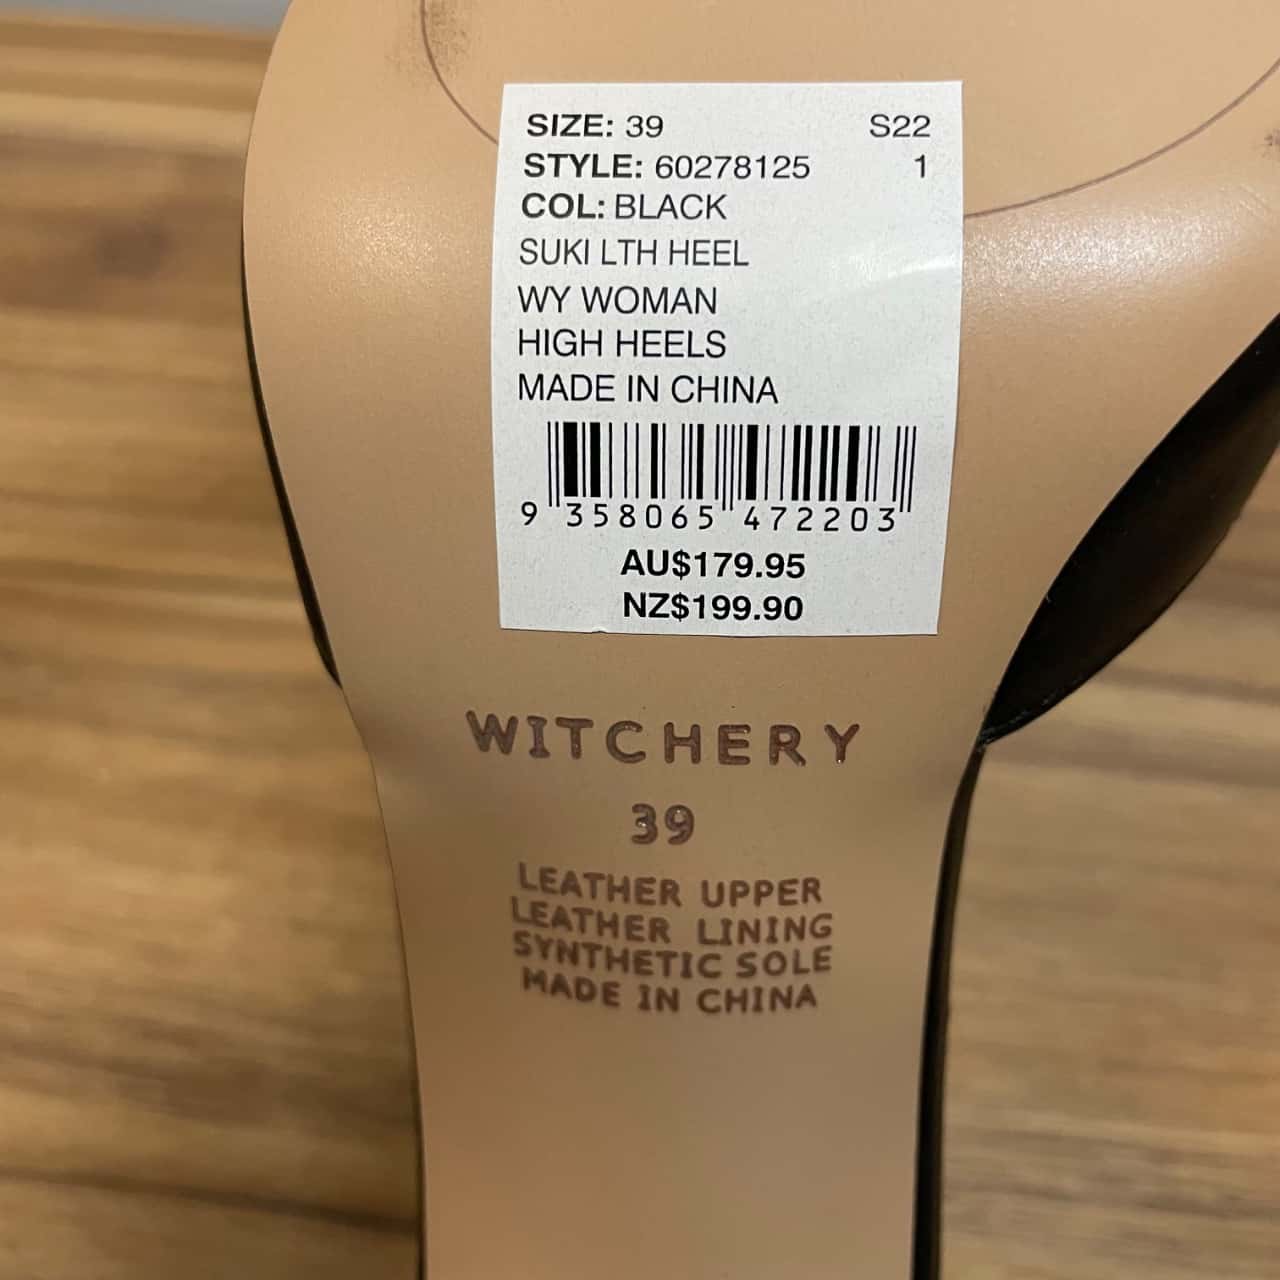 SIZE: 39 S22
STYLE: 60278125 1
COL: BLACK
SUKI LTH HEEL
WY WOMAN
HIGH HEELS
MADE IN CHINA
9 358065 472203
AU$179.95
NZ$199.90
WITCHERY
39
LEATHER UPPER
LEATHER LINING
SYNTHETIC SOLE
MADE IN CHINA